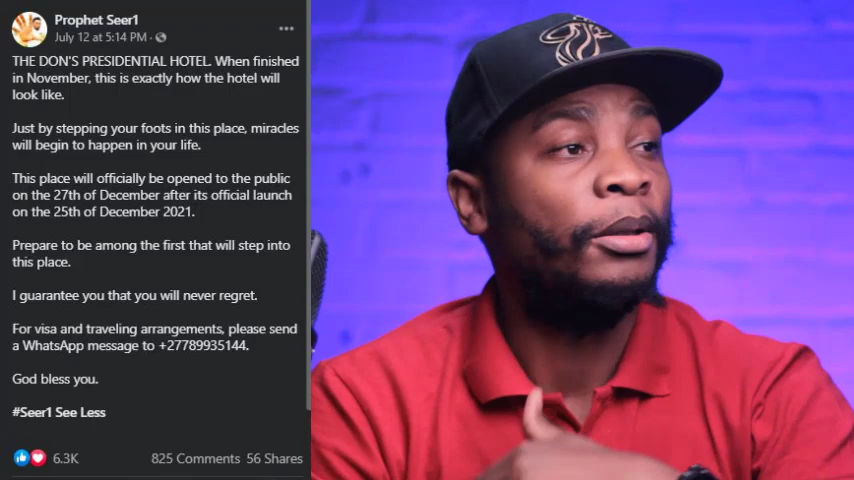 Prophet Seer1
July 12 at 5:14 PM ·
THE DON'S PRESIDENTIAL HOTEL. When finished
in November, this is exactly how the hotel will
look like.
Just by stepping your foots in this place, miracles
will begin to happen in your life.
This place will officially be opened to the public
on the 27th of December after its official launch
on the 25th of December 2021.
Prepare to be among the first that will step into
this place.
I guarantee you that you will never regret.
For visa and traveling arrangements, please send
a WhatsApp message to +27789935144.
God bless you.
#Seer1 See Less
6.3K 825 Comments 56 Shares